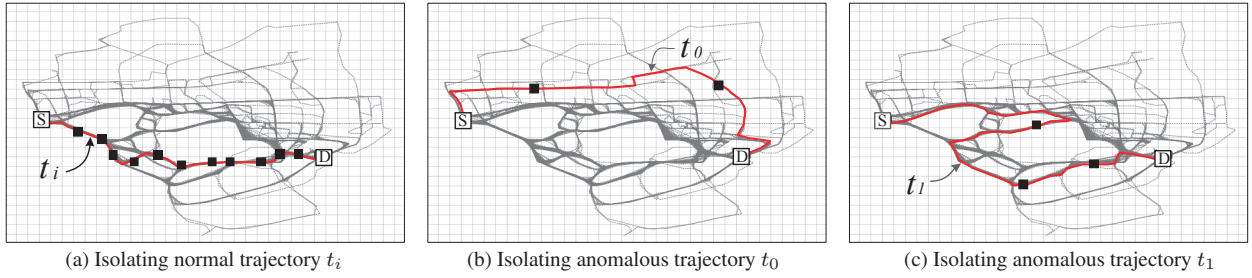 S
t_i
D
(a) Isolating normal trajectory t_i
t_0
S
D
(b) Isolating anomalous trajectory t_0
S
t_1
D
(c) Isolating anomalous trajectory t_1